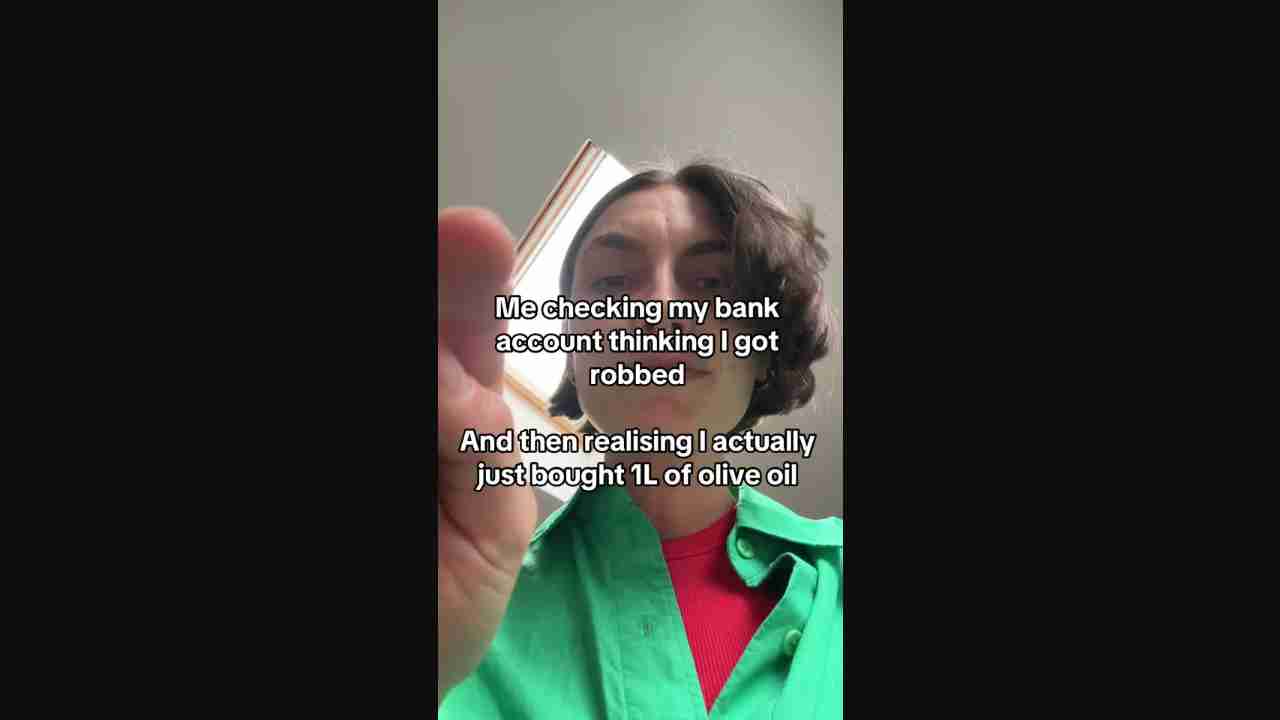 Me checking my bank
account thinking I got
robbed
And then realising I actually
just bought 1L of olive oil